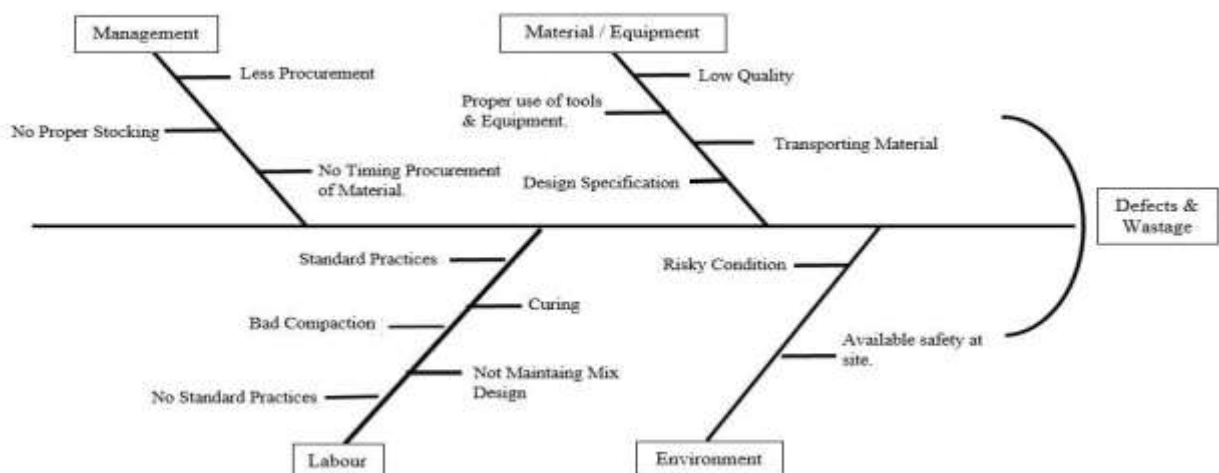 Management
Material / Equipment
Less Procurement
Low Quality
Proper use of tools
& Equipment.
No Proper Stocking
Transporting Material
No Timing Procurement
of Material.
Design Specification
Defects &
Wastage
Standard Practices
Risky Condition
Curing
Bad Compaction
Available safety at
site.
Not Maintaing Mix
Design
No Standard Practices
Labour
Environment